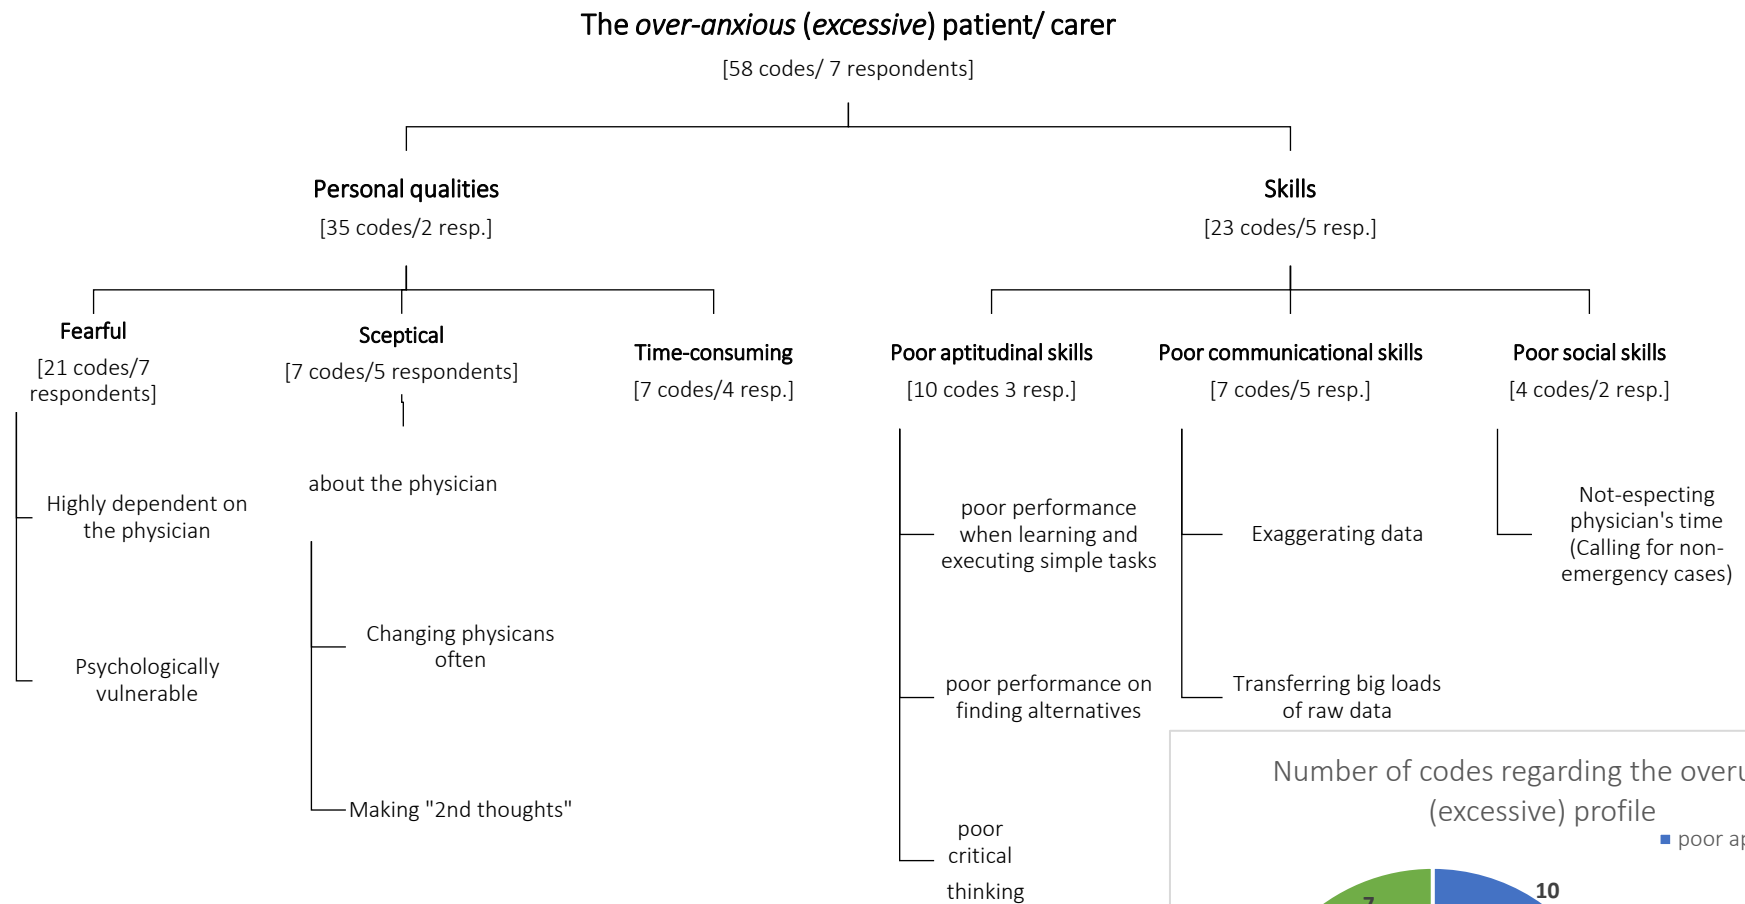 The over-anxious (excessive) patient/ carer
[58 codes/ 7 respondents]
Personal qualities
[35 codes/2 resp.]
Skills
[23 codes/5 resp.]
Fearful
[21 codes/7
respondents]
Sceptical
[7 codes/5 respondents]
Time-consuming
[7 codes/4 resp.]
Poor aptitudinal skills
[10 codes 3 resp.]
Poor communicational skills
[7 codes/5 resp.]
Poor social skills
[4 codes/2 resp.]
Highly dependent on
the physician
Psychologically
vulnerable
about the physician
Changing physicans
often
Making "2nd thoughts"
poor performance
when learning and
executing simple tasks
poor performance on
finding alternatives
poor
critical
thinking
Exaggerating data
Transferring big loads
of raw data
Not-especting
physician's time
(Calling for non-
emergency cases)
Number of codes regarding the
(excessive) profile
poor
7
10